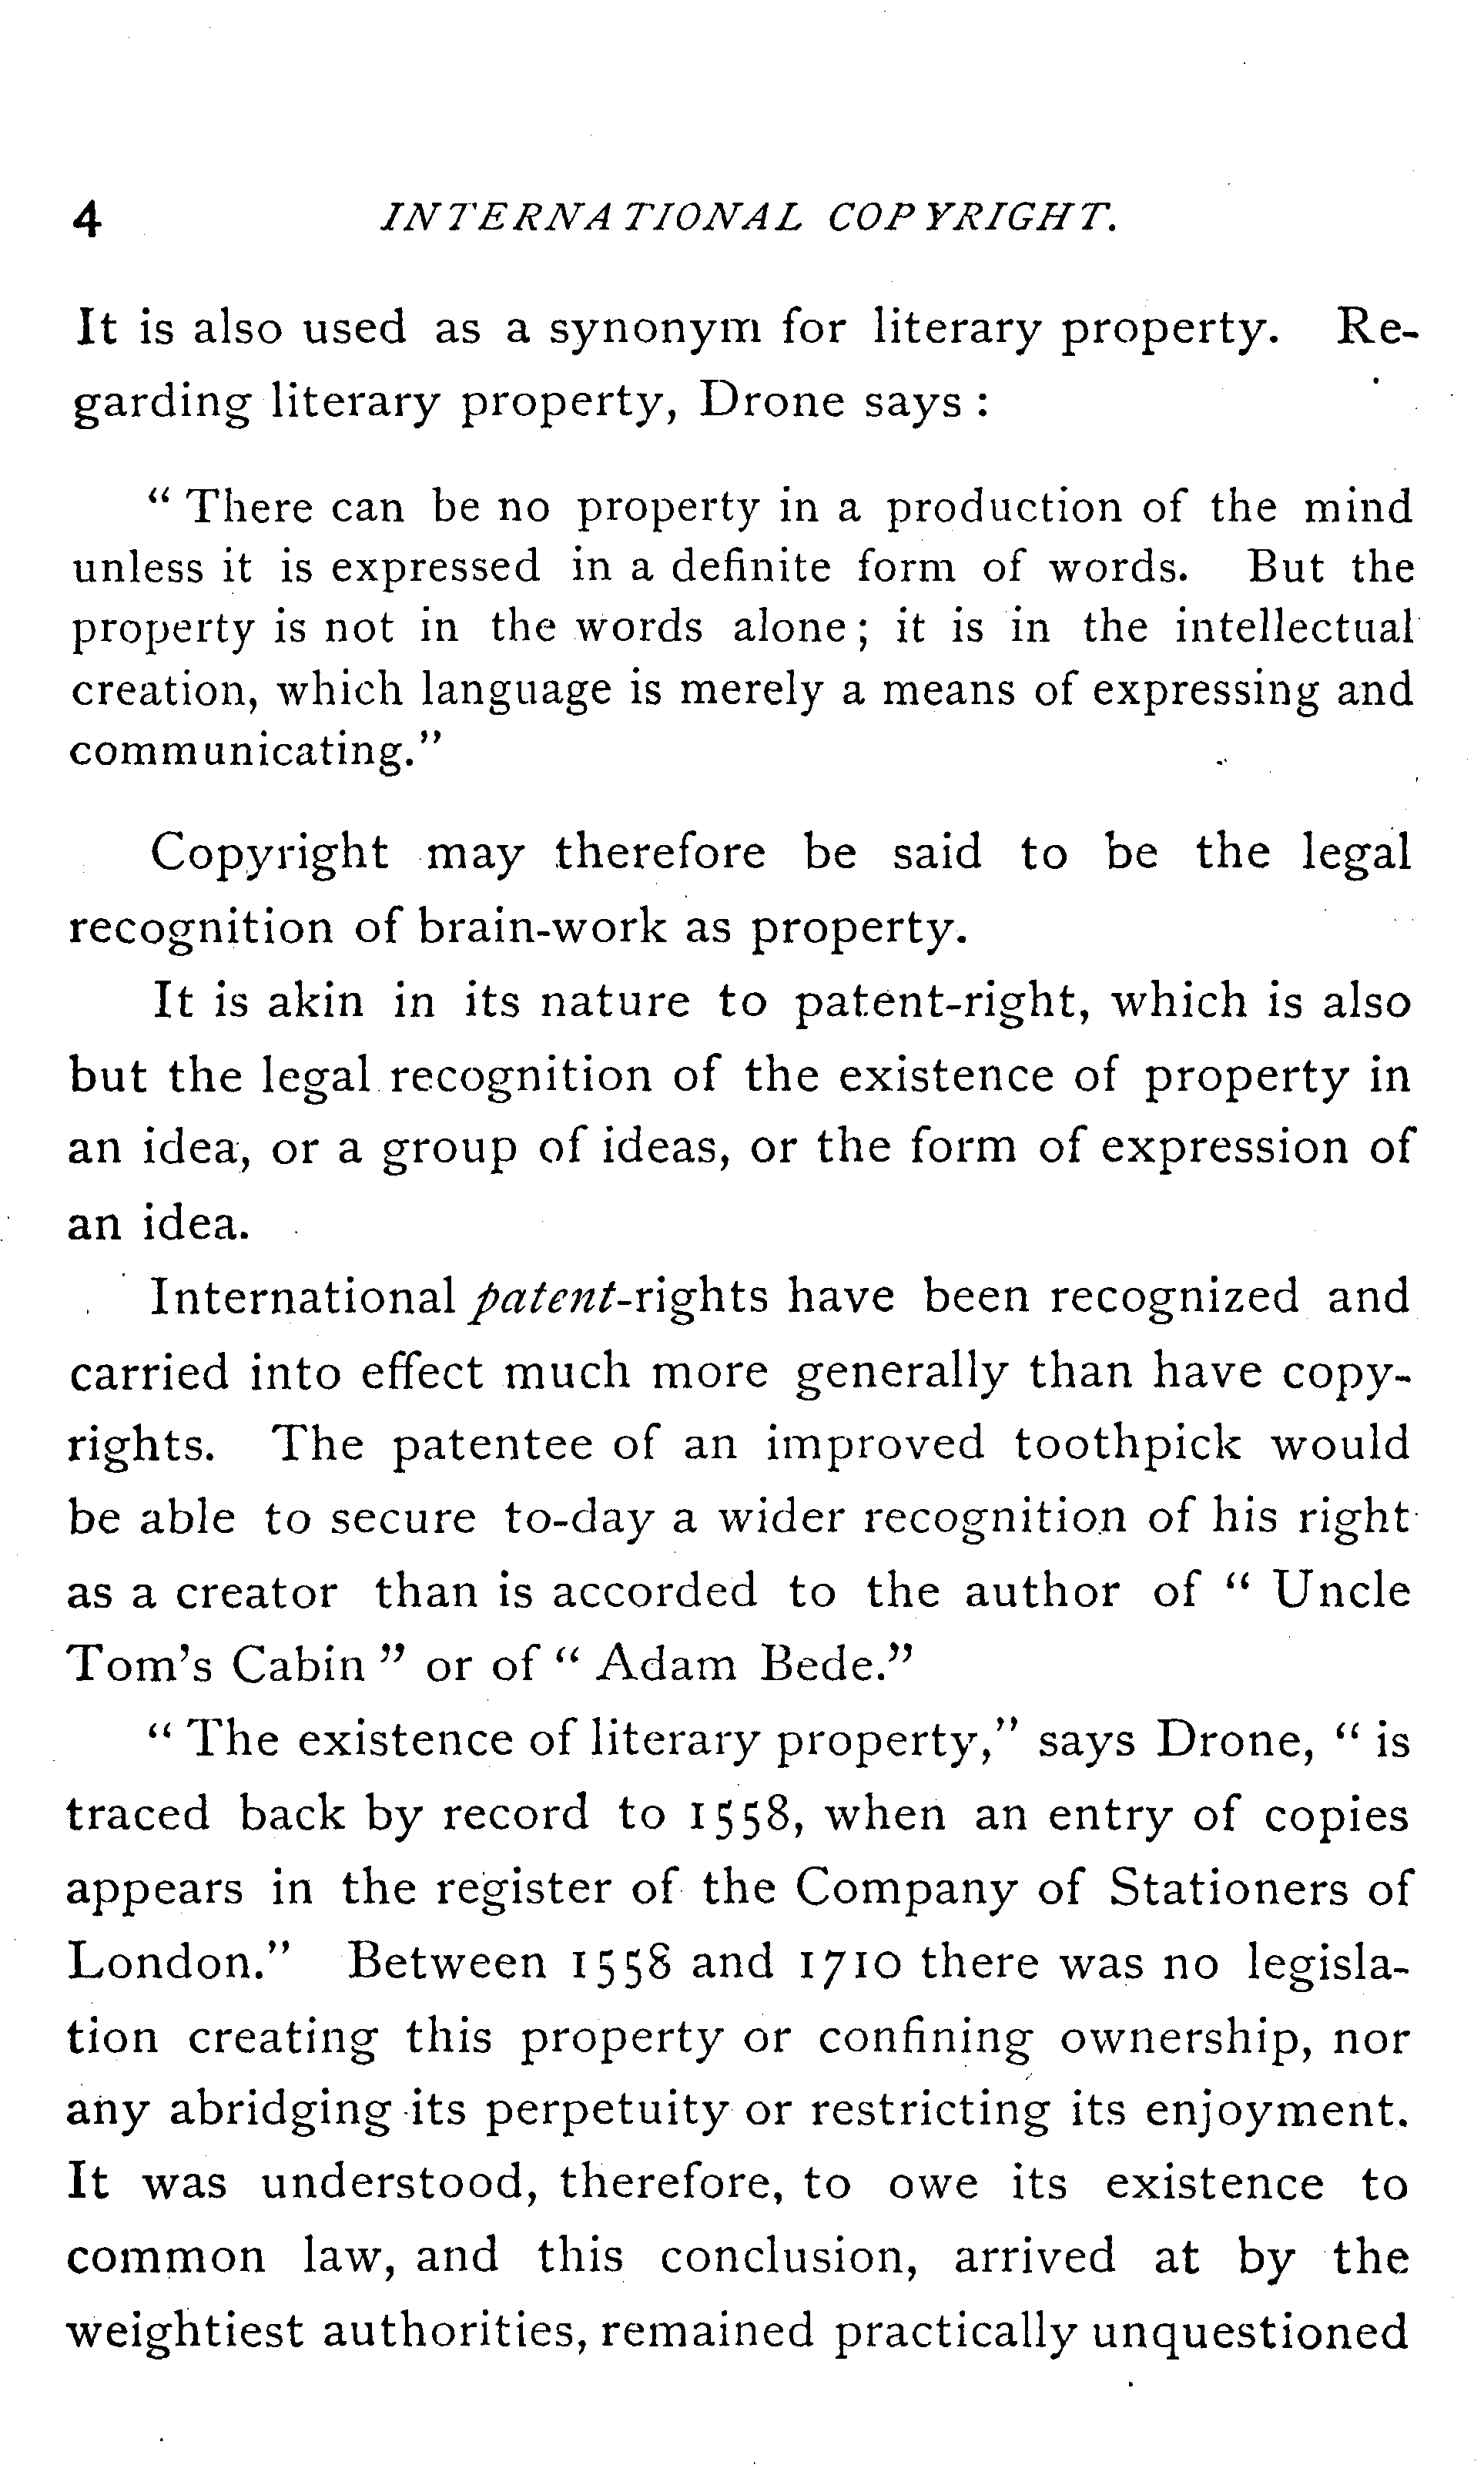 4 INTERNATIONAL COPYRIGHT.
It is also used as a synonym for literary property. Re-
garding literary property, Drone says :
“ There can be no property in a production of the mind
unless it is expressed in a definite form of words. But the
property is not in the words alone ; it is in the intellectual
creation, which language is merely a means of expressing and
communicating.”
Copyright may therefore be said to be the legal
recognition of brain-work as property.
It is akin in its nature to patent-right, which is also
but the legal recognition of the existence of property in
an idea, or a group of ideas, or the form of expression of
an idea.
International patent-rights have been recognized and
carried into effect much more generally than have copy-
rights. The patentee of an improved toothpick would
be able to secure to-day a wider recognition of his right
as a creator than is accorded to the author of “ Uncle
Tom’s Cabin ” or of “ Adam Bede.”
“ The existence of literary property,” says Drone, “ is
traced back by record to 1558, when an entry of copies
appears in the register of the Company of Stationers of
London.” Between 1558 and 1710 there was no legisla-
tion creating this property or confining ownership, nor
any abridging its perpetuity or restricting its enjoyment.
It was understood, therefore, to owe its existence to
common law, and this conclusion, arrived at by the
weightiest authorities, remained practically unquestioned